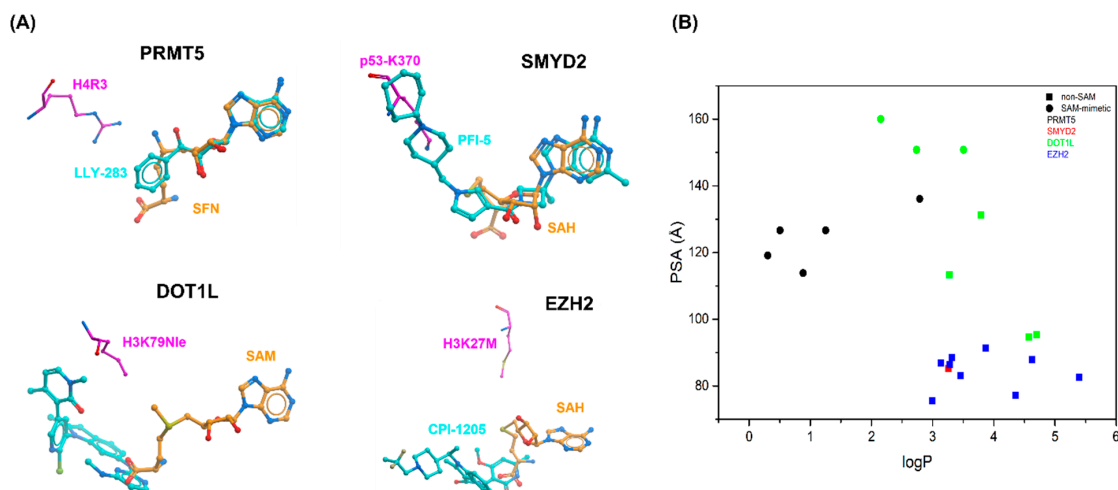 (A)
PRMT5
H4R3
LLY-283
SFN
SMYD2
p53-K370
PFI-5
SAH
DOT1L
H3K79Nle
SAM
EZH2
H3K27M
SAH
CPI-1205
(B)
non-SAM
SAM-mimetic
PRMT5
SMYD2
DOT1L
EZH2
160
140
120
100
80
PSA (Å)
0 1 2 3 4 5
logP